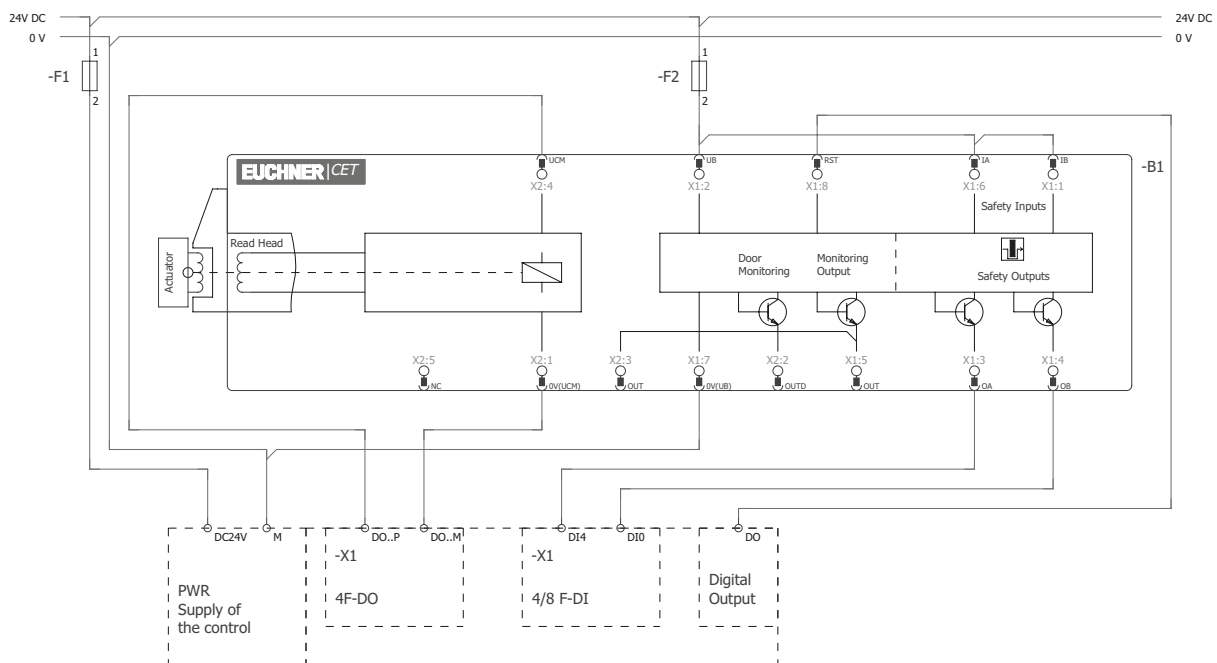 24V DC
24V DC
0 V
0 V
1
1
-F1
-F2
2
2
EUCHNER CET
UCM
UB
RST
IA
IB
-B1
X2:4
X1:2
X1:8
X1:6
X1:1
Safety Inputs
Actuator
Read Head
Door
Monitoring
Monitoring
Output
Safety Outputs
X2:5
X2:1
X2:3
X1:7
X2:2
X1:5
X1:3
X1:4
NC
0V(UCM)
OUT
0V(UB)
OUTD
OUT
OA
OB
DC24V
M
DO..P
DO..M
DI4
DI0
DO
-X1
-X1
PWR
Supply of
the control
4F-DO
4/8 F-DI
Digital
Output